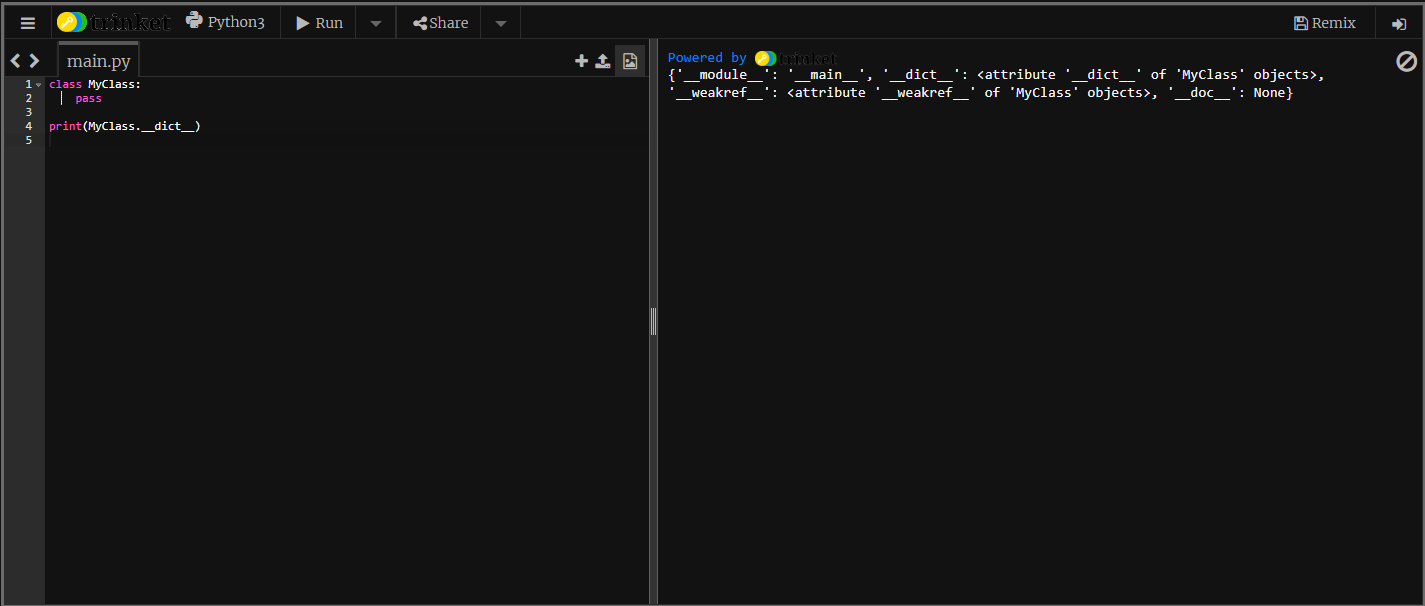 trinket Python3 Run Share Remix
main.py
1 class MyClass:
2 pass
3
4 print(MyClass.__dict__)
5
Powered by trinket
{'__module__': '__main__', '__dict__': <attribute '__dict__' of 'MyClass' objects>,
'__weakref__': <attribute '__weakref__' of 'MyClass' objects>, '__doc__': None}